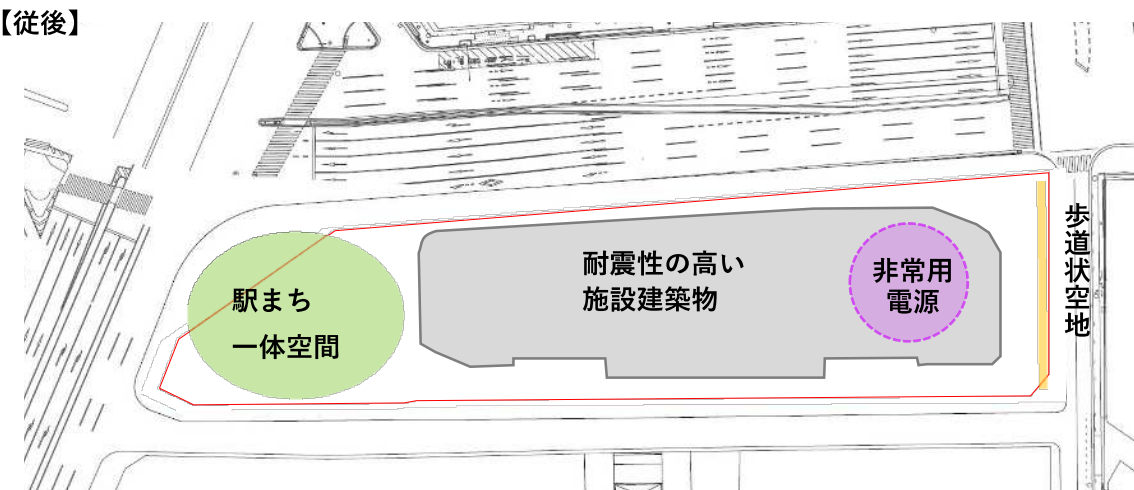 【従後】
駅まち
一体空間
耐震性の高い
施設建築物
非常用
電源
歩道状空地